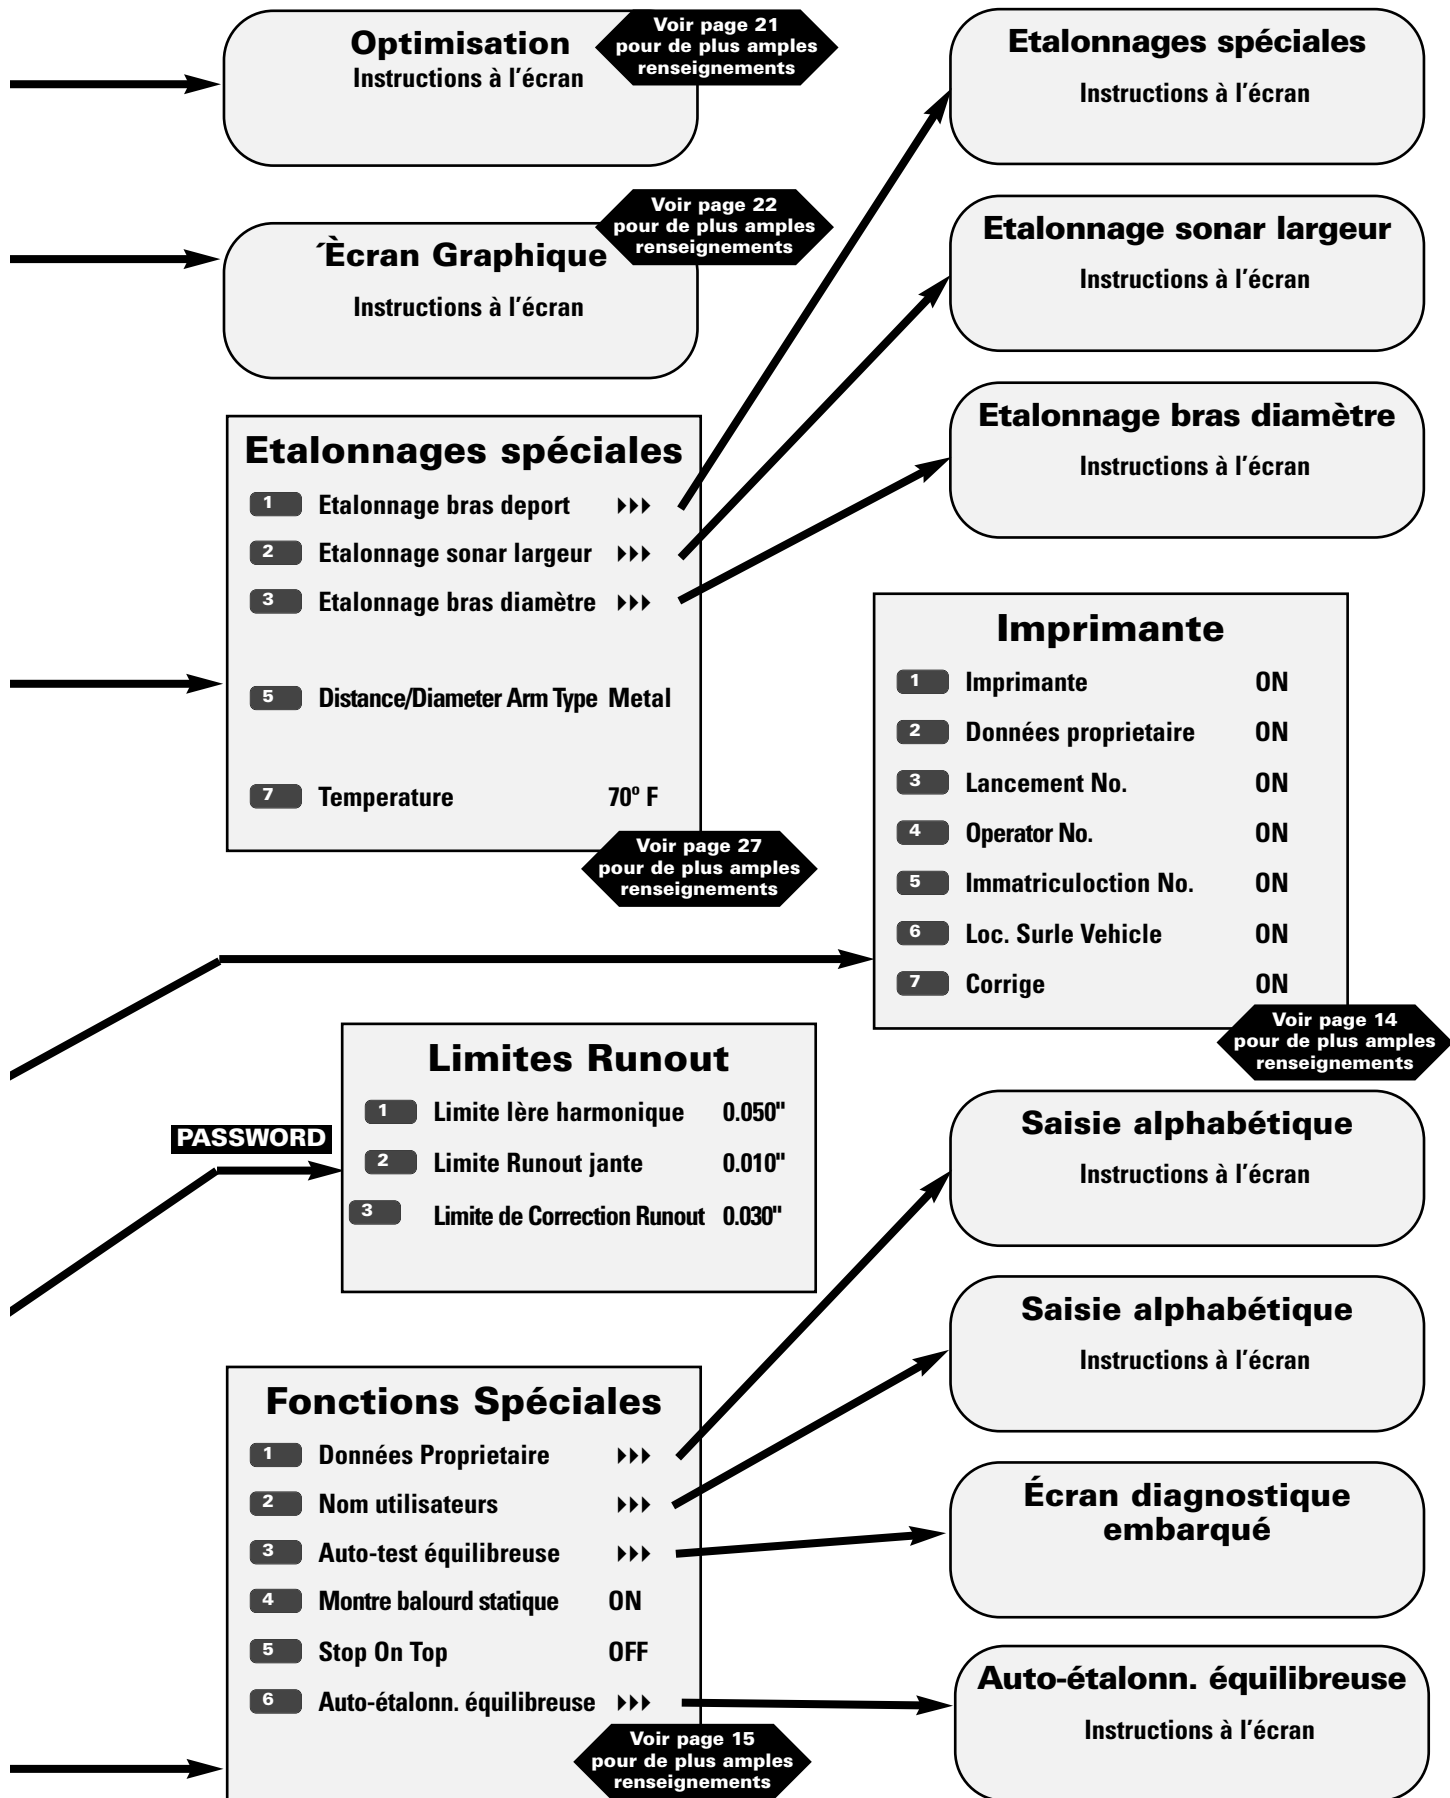 Optimisation
Instructions à l'écran
Voir page 21
pour de plus amples
renseignements
´Ècran Graphique
Instructions à l'écran
Voir page 22
pour de plus amples
renseignements
Etalonnages spéciales
1 Etalonnage bras deport
2 Etalonnage sonar largeur
3 Etalonnage bras diamètre
5 Distance/Diameter Arm Type Metal
7 Temperature 70º F
Voir page 27
pour de plus amples
renseignements
Etalonnages spéciales
Instructions à l'écran
Etalonnage sonar largeur
Instructions à l'écran
Etalonnage bras diamètre
Instructions à l'écran
Imprimante
1 Imprimante ON
2 Données proprietaire ON
3 Lancement No. ON
4 Operator No. ON
5 Immatriculoction No. ON
6 Loc. Surle Vehicle ON
7 Corrige ON
Voir page 14
pour de plus amples
renseignements
PASSWORD
Limites Runout
1 Limite lère harmonique 0.050"
2 Limite Runout jante 0.010"
3 Limite de Correction Runout 0.030"
Fonctions Spéciales
1 Données Proprietaire
2 Nom utilisateurs
3 Auto-test équilibreuse
4 Montre balourd statique ON
5 Stop On Top OFF
6 Auto-étalonn. équilibreuse
Voir page 15
pour de plus amples
renseignements
Saisie alphabétique
Instructions à l'écran
Saisie alphabétique
Instructions à l'écran
Écran diagnostique
embarqué
Auto-étalonn. équilibreuse
Instructions à l'écran